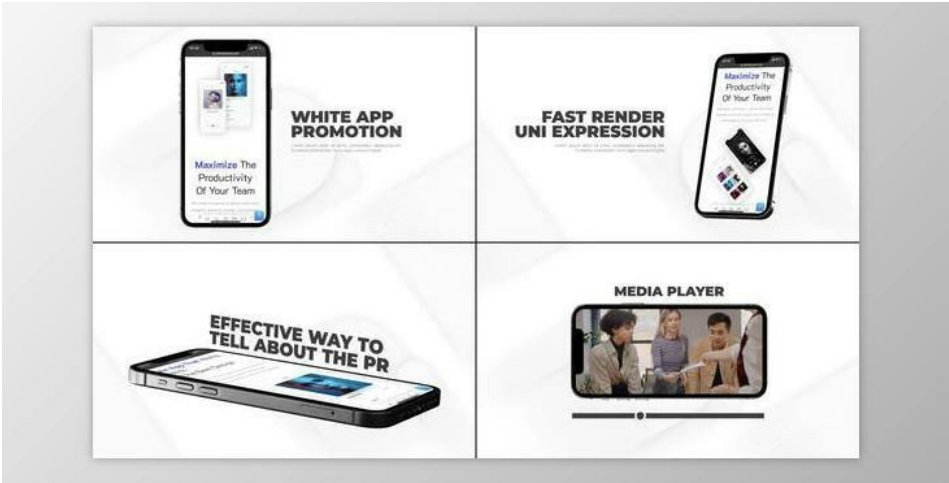 WHITE APP
PROMOTION
Maximize The
Productivity
Of Your Team
FAST RENDER
UNI EXPRESSION
Maximize The
Productivity
Of Your Team
EFFECTIVE WAY TO
TELL ABOUT THE PR
MEDIA PLAYER